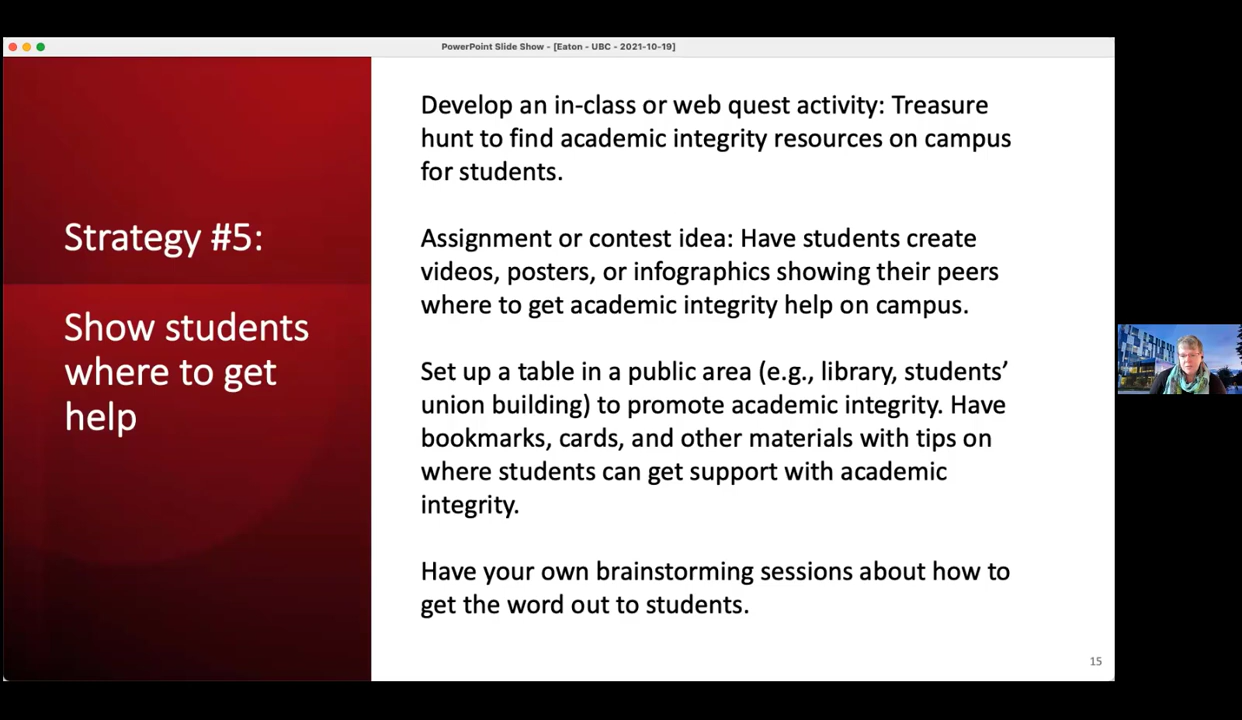 PowerPoint Slide Show - [Eaton - UBC - 2021-10-19]
Strategy #5:
Show students
where to get
help
Develop an in-class or web quest activity: Treasure
hunt to find academic integrity resources on campus
for students.
Assignment or contest idea: Have students create
videos, posters, or infographics showing their peers
where to get academic integrity help on campus.
Set up a table in a public area (e.g., library, students’
union building) to promote academic integrity. Have
bookmarks, cards, and other materials with tips on
where students can get support with academic
integrity.
Have your own brainstorming sessions about how to
get the word out to students.
15